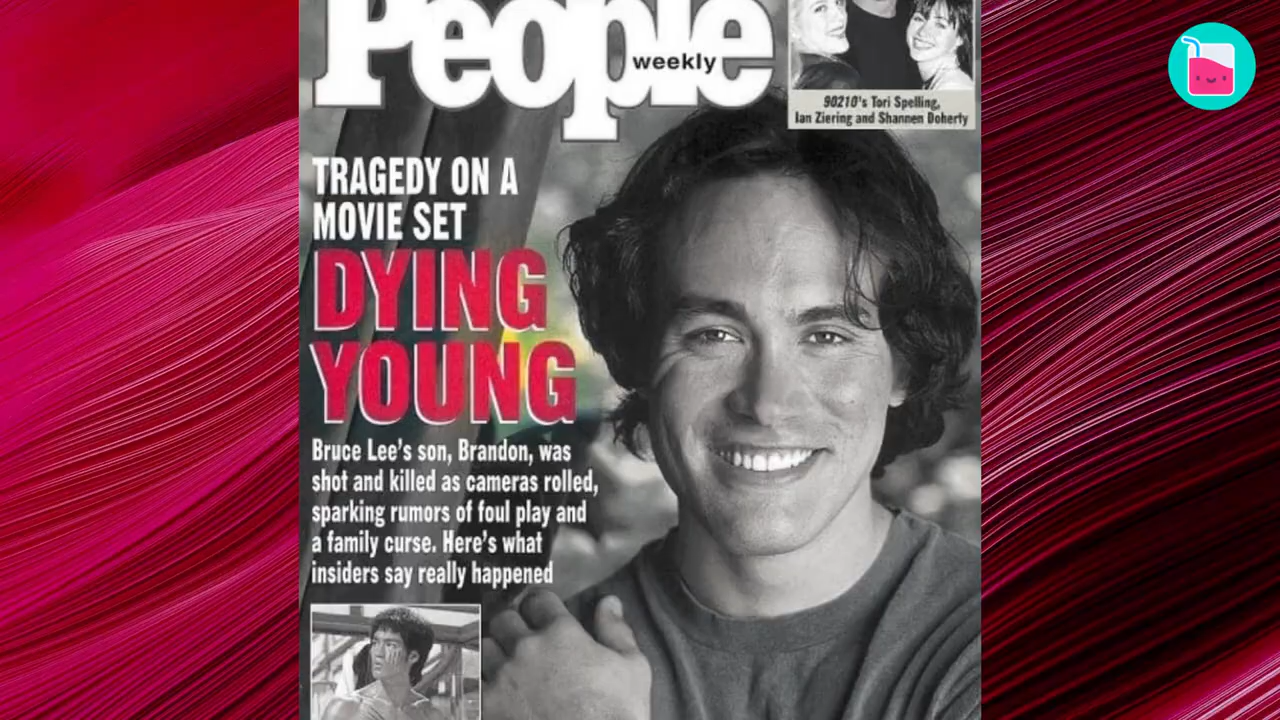 People
weekly
90210's Tori Spelling,
Ian Ziering and Shannen Doherty
TRAGEDY ON A
MOVIE SET
DYING
YOUNG
Bruce Lee's son, Brandon, was
shot and killed as cameras rolled,
sparking rumors of foul play and
a family curse. Here's what
insiders say really happened